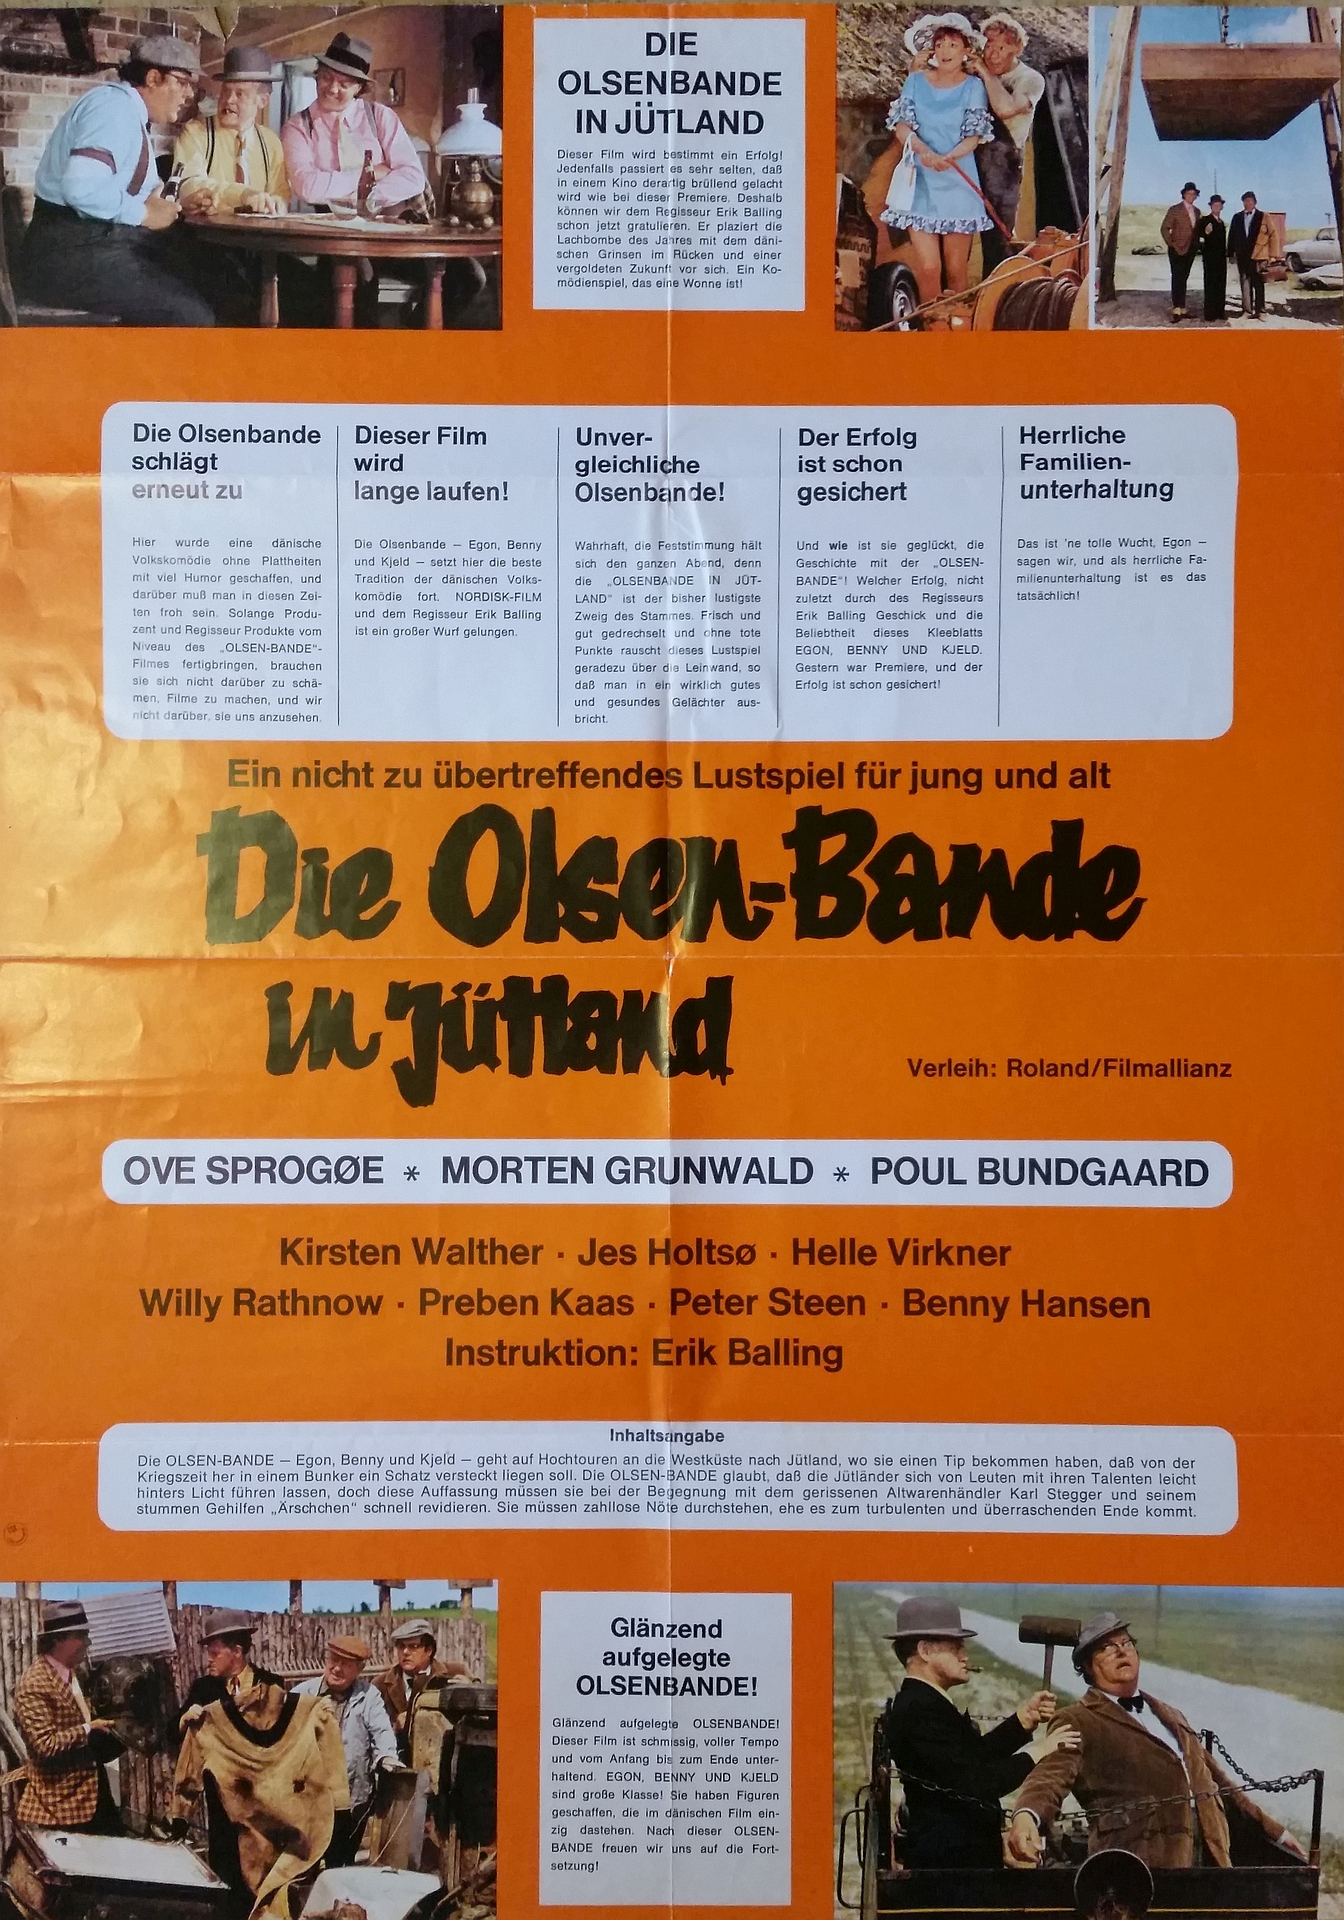 DIE
OLSENBANDE
IN JÜTLAND
Dieser Film wird bestimmt ein Erfolg!
Jedenfalls passiert es sehr selten, daß
in einem Kino derartig brüllend gelacht
wird wie bei dieser Premiere. Deshalb
können wir dem Regisseur Erik Balling
schon jetzt gratulieren. Er plaziert die
Lachbombe des Jahres mit dem däni-
schen Grinsen im Rücken und einer
vergoldeten Zukunft vor sich. Ein Ko-
mödienspiel, das eine Wonne ist!
Die Olsenbande
schlägt
erneut zu
Hier wurde eine dänische
Volkskomödie ohne Plattheiten
mit viel Humor geschaffen, und
darüber muß man in diesen Zei-
ten froh sein. Solange Produ-
zent und Regisseur Produkte vom
Niveau des „OLSEN-BANDE"-
Filmes fertigbringen, brauchen
sie sich nicht darüber zu schä-
men, Filme zu machen, und wir
nicht darüber, sie uns anzusehen.
Dieser Film
wird
lange laufen!
Die Olsenbande — Egon, Benny
und Kjeld — setzt hier die beste
Tradition der dänischen Volks-
komödie fort. NORDISK-FILM
und dem Regisseur Erik Balling
ist ein großer Wurf gelungen.
Unver-
gleichliche
Olsenbande!
Wahrhaft, die Feststimmung hält
sich den ganzen Abend, denn
die „OLSENBANDE IN JÜT-
LAND" ist der bisher lustigste
Zweig des Stammes. Frisch und
gut gedrechselt und ohne tote
Punkte rauscht dieses Lustspiel
geradezu über die Leinwand, so
daß man in ein wirklich gutes
und gesundes Gelächter aus-
bricht.
Der Erfolg
ist schon
gesichert
Und wie ist sie geglückt, die
Geschichte mit der „OLSEN-
BANDE"! Welcher Erfolg, nicht
zuletzt durch des Regisseurs
Erik Balling Geschick und die
Beliebtheit dieses Kleeblatts
EGON, BENNY UND KJELD.
Gestern war Premiere, und der
Erfolg ist schon gesichert!
Herrliche
Familien-
unterhaltung
Das ist 'ne tolle Wucht, Egon —
sagen wir, und als herrliche Fa-
milienunterhaltung ist es das
tatsächlich!
Ein nicht zu übertreffendes Lustspiel für jung und alt
Die Olsen-Bande
in Jütland
Verleih: Roland/Filmallianz
OVE SPROGØE * MORTEN GRUNWALD * POUL BUNDGAARD
Kirsten Walther · Jes Holtsø · Helle Virkner
Willy Rathnow · Preben Kaas · Peter Steen · Benny Hansen
Instruktion: Erik Balling
Inhaltsangabe
Die OLSEN-BANDE — Egon, Benny und Kjeld — geht auf Hochtouren an die Westküste nach Jütland, wo sie einen Tip bekommen haben, daß von der
Kriegszeit her in einem Bunker ein Schatz versteckt liegen soll. Die OLSEN-BANDE glaubt, daß die Jütländer sich von Leuten mit ihren Talenten leicht
hinters Licht führen lassen, doch diese Auffassung müssen sie bei der Begegnung mit dem gerissenen Altwarenhändler Karl Stegger und seinem
stummen Gehilfen „Ärschchen" schnell revidieren. Sie müssen zahllose Nöte durchstehen, ehe es zum turbulenten und überraschenden Ende kommt.
Glänzend
aufgelegte
OLSENBANDE!
Glänzend aufgelegte OLSENBANDE!
Dieser Film ist schmissig, voller Tempo
und vom Anfang bis zum Ende unter-
haltend. EGON, BENNY UND KJELD
sind große Klasse! Sie haben Figuren
geschaffen, die im dänischen Film ein-
zig dastehen. Nach dieser OLSEN-
BANDE freuen wir uns auf die Fort-
setzung!